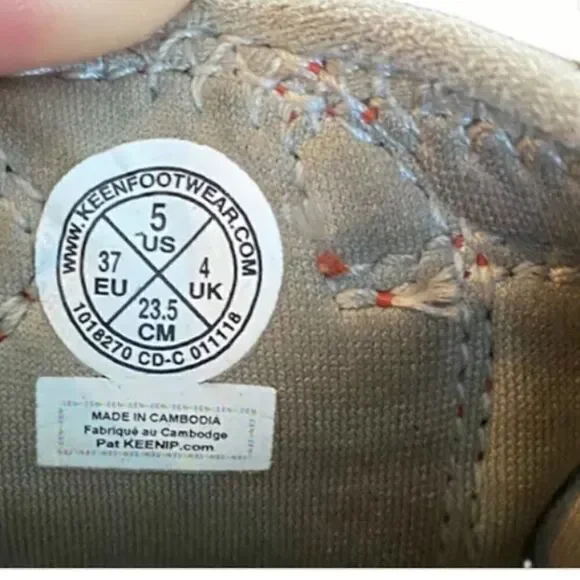 WWW.KEENFOOTWEAR.COM
5
US
37
EU
4
UK
23.5
CM
1018270 CD-C 011118
MADE IN CAMBODIA
Fabriqué au Cambodge
Pat KEENIP.com